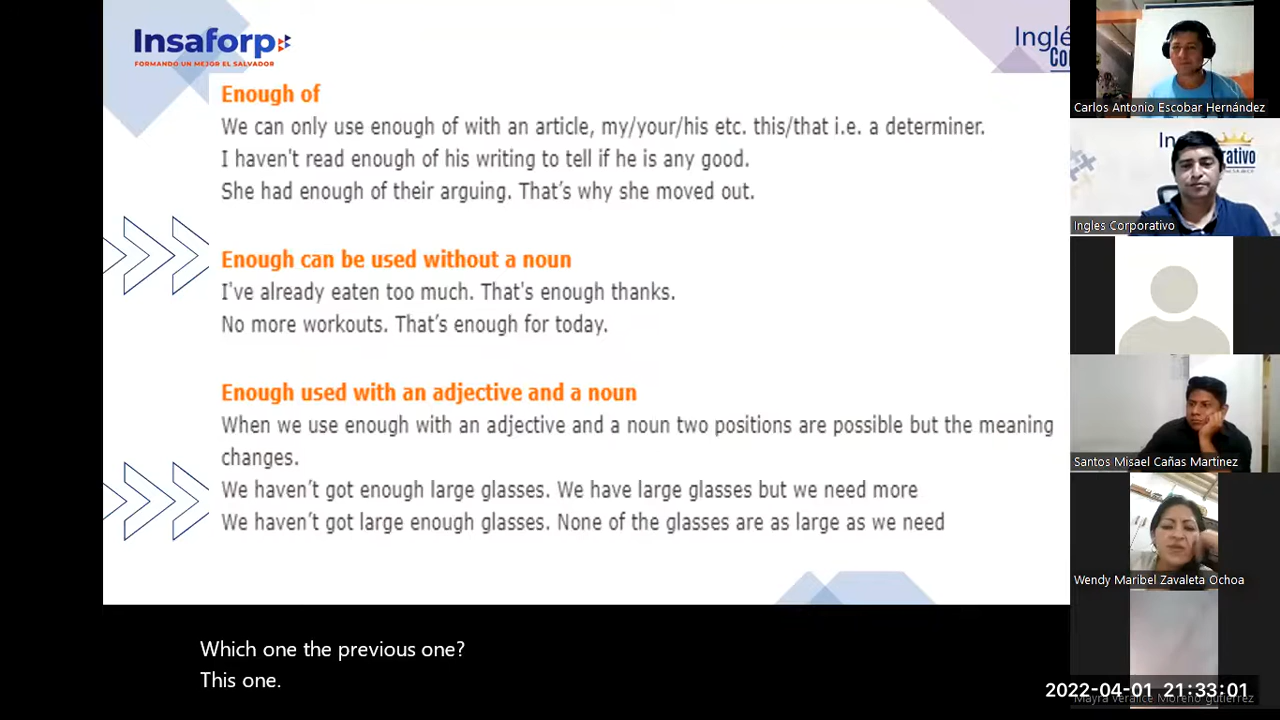 Insaforp
FORMANDO UN MEJOR EL SALVADOR
Inglé
Enough of
We can only use enough of with an article, my/your/his etc. this/that i.e. a determiner.
I haven't read enough of his writing to tell if he is any good.
She had enough of their arguing. That's why she moved out.
Enough can be used without a noun
I've already eaten too much. That's enough thanks.
No more workouts. That's enough for today.
Enough used with an adjective and a noun
When we use enough with an adjective and a noun two positions are possible but the meaning
changes.
We haven't got enough large glasses. We have large glasses but we need more
We haven't got large enough glasses. None of the glasses are as large as we need
Which one the previous one?
This one.
Carlos Antonio Escobar Hernández
Ingles Corporativo
Santos Misael Cañas Martinez
Wendy Maribel Zavaleta Ochoa
2022-04-01 21:33:01
Mayra Veralice Moreno gutierrez